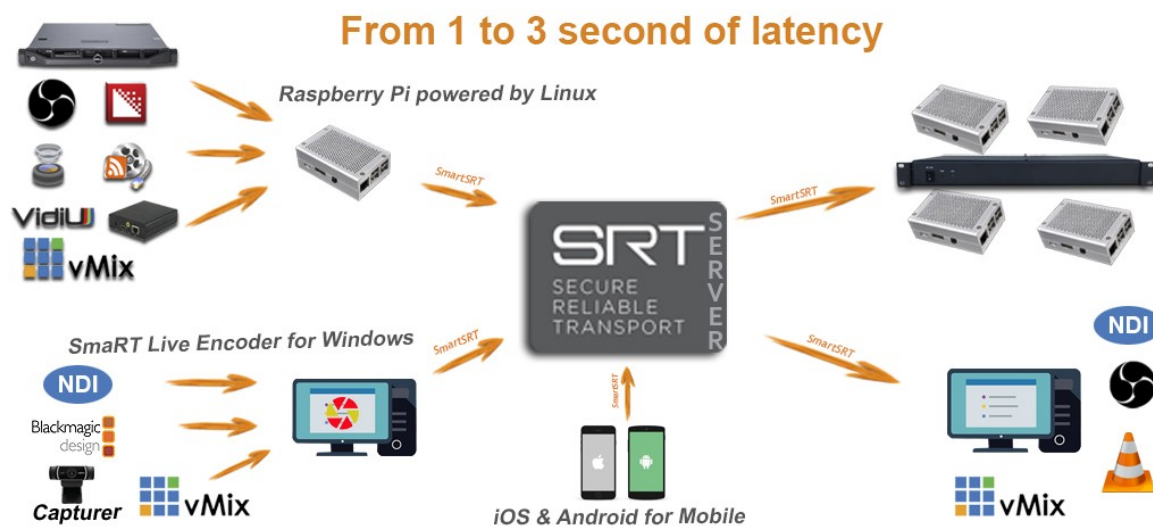 From 1 to 3 second of latency
Raspberry Pi powered by Linux
SmartSRT
SmartSRT
VidiU
vMix
SRT
SECURE
RELIABLE
TRANSPORT
SERVER
SmaRT Live Encoder for Windows
SmartSRT
SmartSRT
NDI
NDI
SmartSRT
Blackmagic
design
Capturer
vMix
iOS & Android for Mobile
vMix